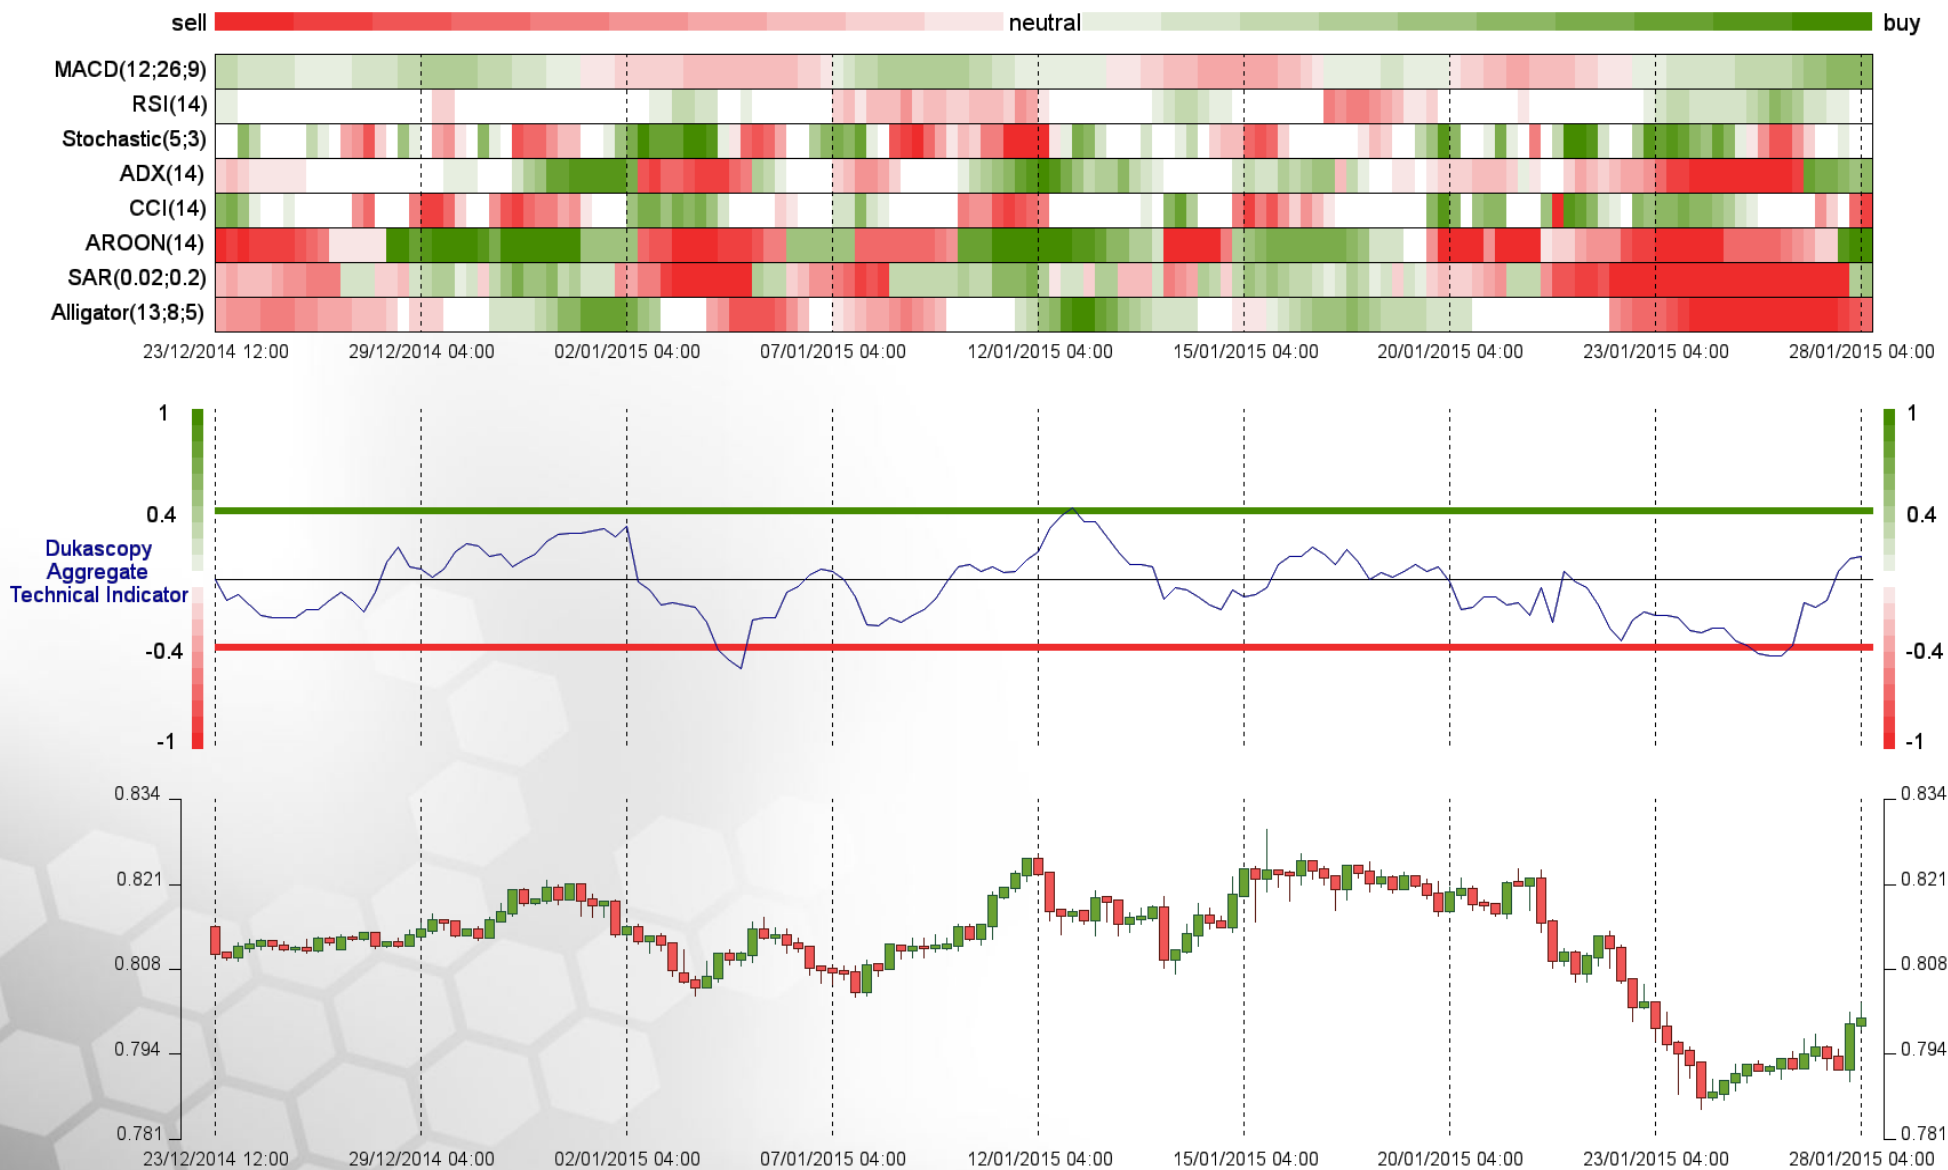 sell neutral buy
MACD(12;26;9)
RSI(14)
Stochastic(5;3)
ADX(14)
CCI(14)
AROON(14)
SAR(0.02;0.2)
Alligator(13;8;5)
23/12/2014 12:00 29/12/2014 04:00 02/01/2015 04:00 07/01/2015 04:00 12/01/2015 04:00 15/01/2015 04:00 20/01/2015 04:00 23/01/2015 04:00 28/01/2015 04:00
1 1
0.4 0.4
Dukascopy
Aggregate
Technical Indicator
-0.4 -0.4
-1 -1
0.834 0.834
0.821 0.821
0.808 0.808
0.794 0.794
0.781 0.781
23/12/2014 12:00 29/12/2014 04:00 02/01/2015 04:00 07/01/2015 04:00 12/01/2015 04:00 15/01/2015 04:00 20/01/2015 04:00 23/01/2015 04:00 28/01/2015 04:00